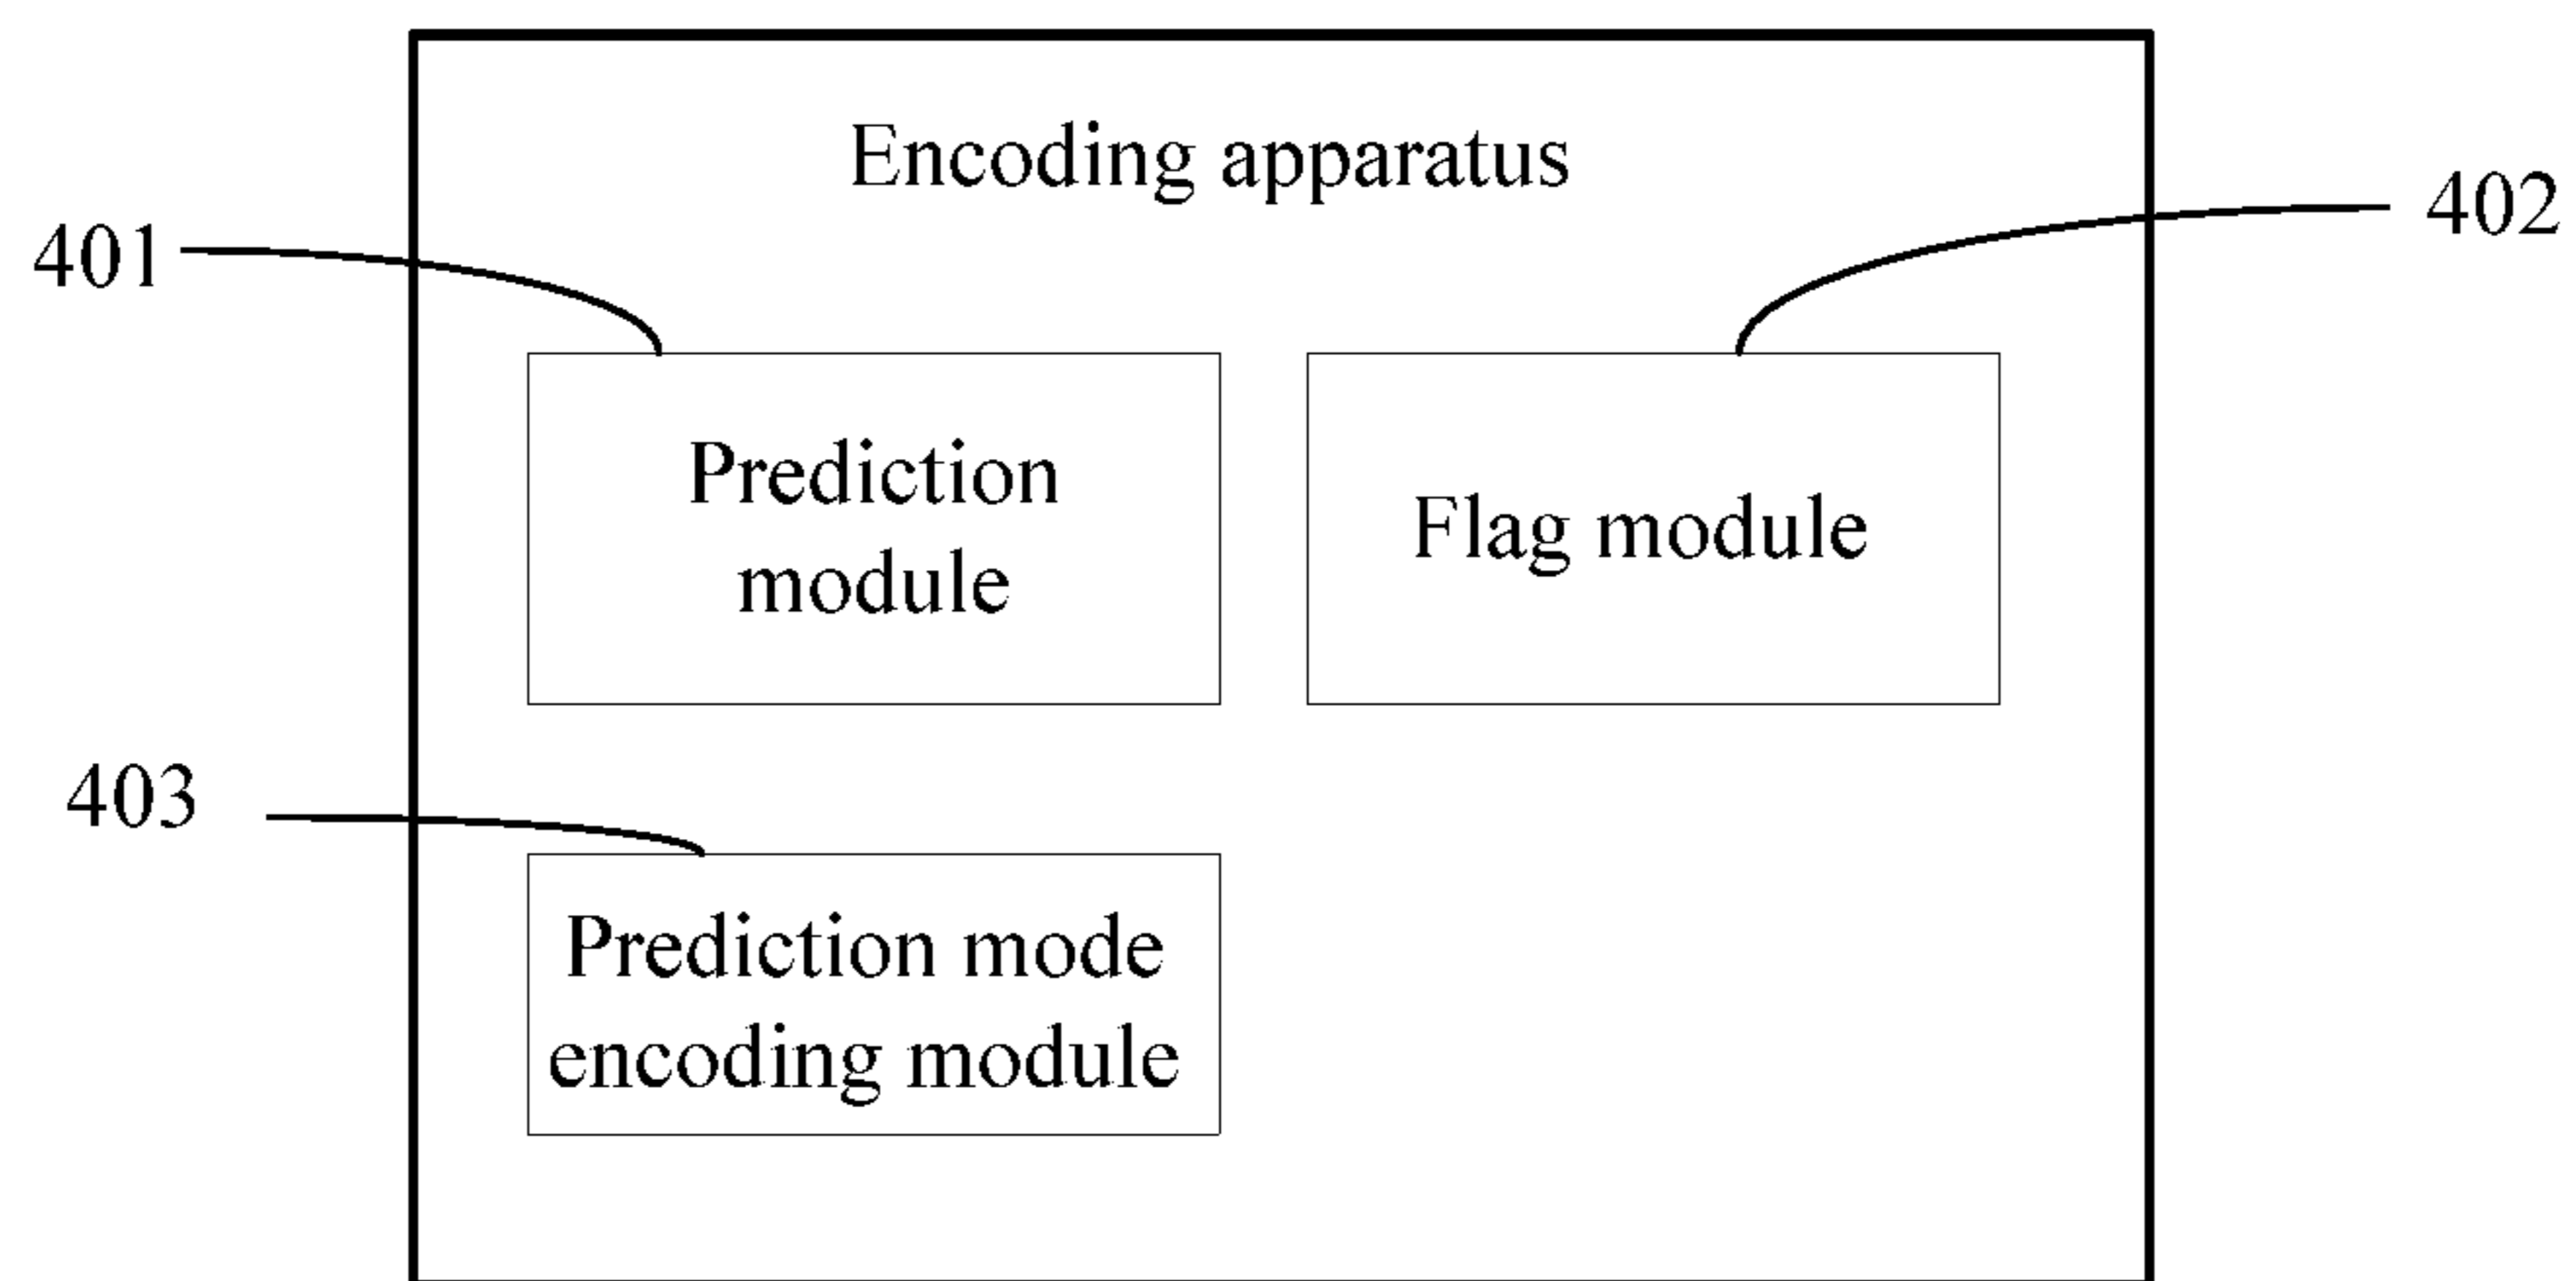 Encoding apparatus
401
402
Prediction
module
Flag module
403
Prediction mode
encoding module